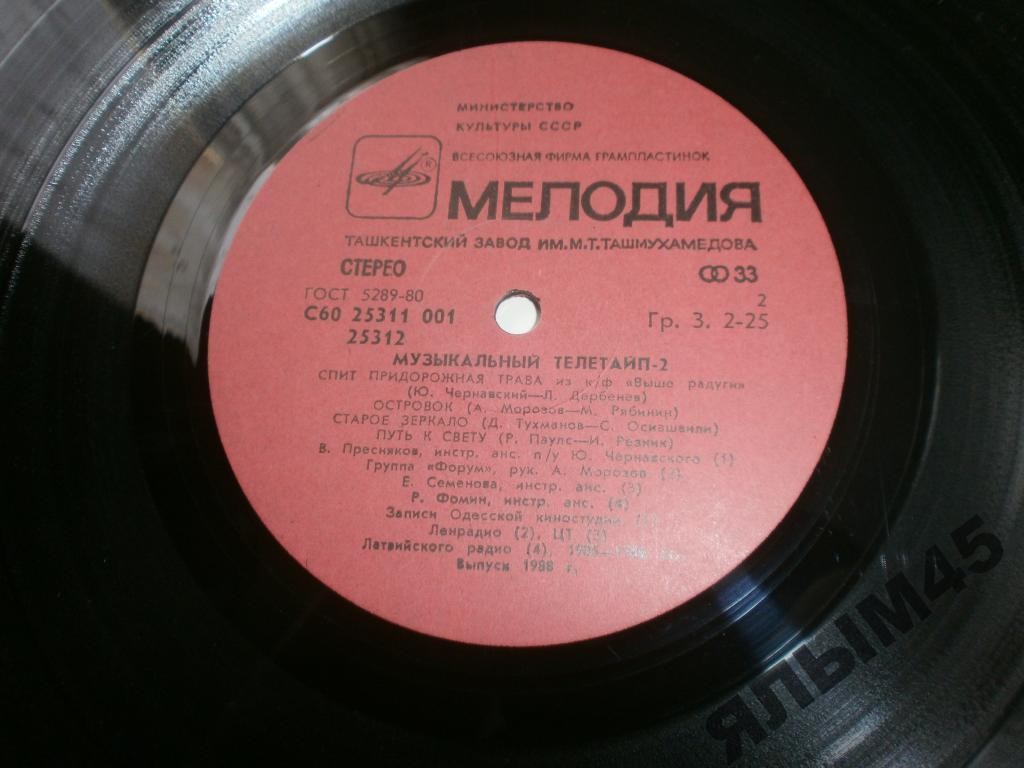 МИНИСТЕРСТВО
КУЛЬТУРЫ СССР
ВСЕСОЮЗНАЯ ФИРМА ГРАМПЛАСТИНОК
®
МЕЛОДИЯ
ТАШКЕНТСКИЙ ЗАВОД ИМ. М.Т. ТАШМУХАМЕДОВА
СТЕРЕО 33
ГОСТ 5289-80 2
С60 25311 001 Гр. 3. 2-25
25312
МУЗЫКАЛЬНЫЙ ТЕЛЕТАЙП-2
СПИТ ПРИДОРОЖНАЯ ТРАВА из к/ф «Выше радуги»
(Ю. Чернавский—Л. Дербенев)
ОСТРОВОК (А. Морозов—М. Рябинин)
СТАРОЕ ЗЕРКАЛО (Д. Тухманов—С. Осиашвили)
ПУТЬ К СВЕТУ (Р. Паулс—И. Резник)
В. Пресняков, инстр. анс. п/у Ю. Чернавского (1)
Группа «Форум», рук. А. Морозов (2)
Е. Семенова, инстр. анс. (3)
Р. Фомин, инстр. анс. (4)
Записи Одесской киностудии (1)
Ленрадио (2), ЦТ (3)
Латвийского радио (4),
Выпуск 1988 г.
ЯЛЫМ45